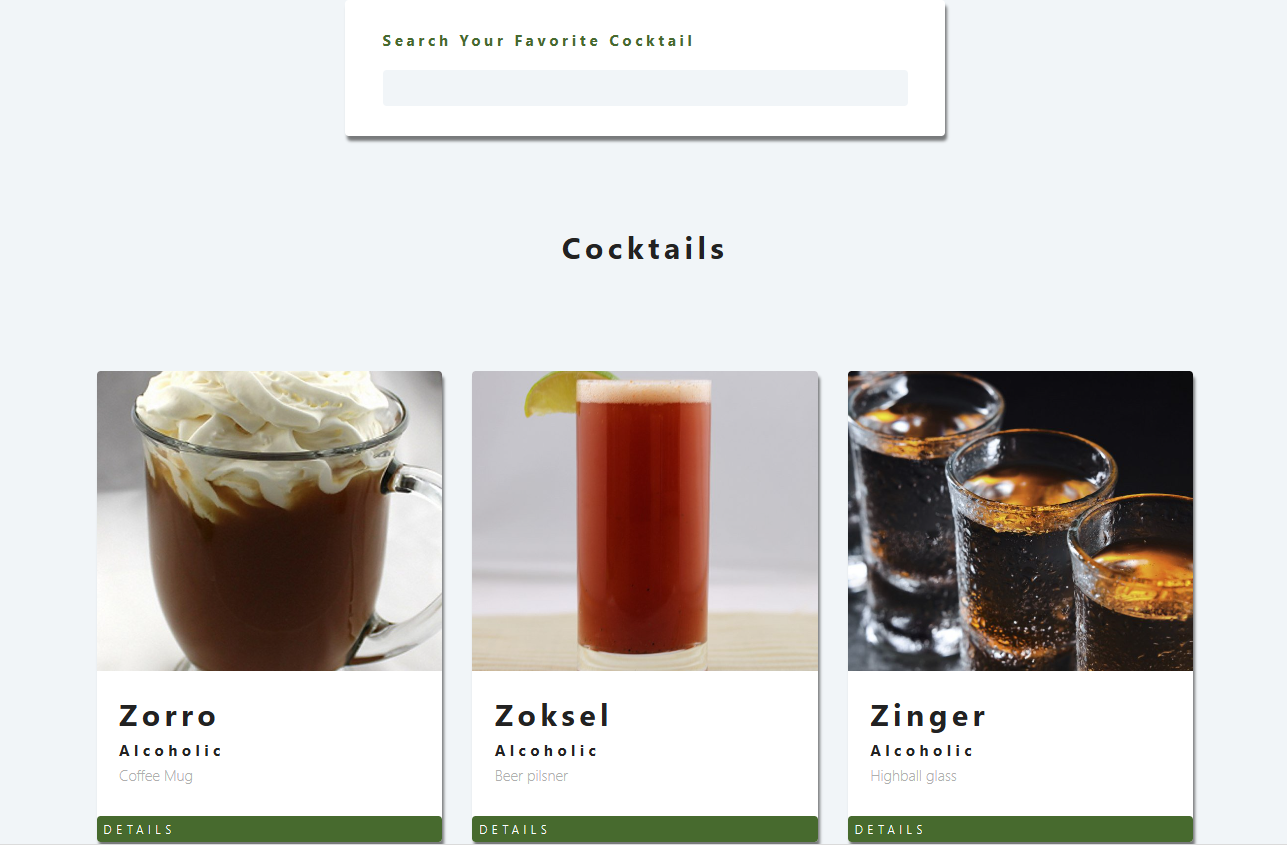 Search Your Favorite Cocktail
Cocktails
Zorro
Alcoholic
Coffee Mug
DETAILS
Zoksel
Alcoholic
Beer pilsner
DETAILS
Zinger
Alcoholic
Highball glass
DETAILS